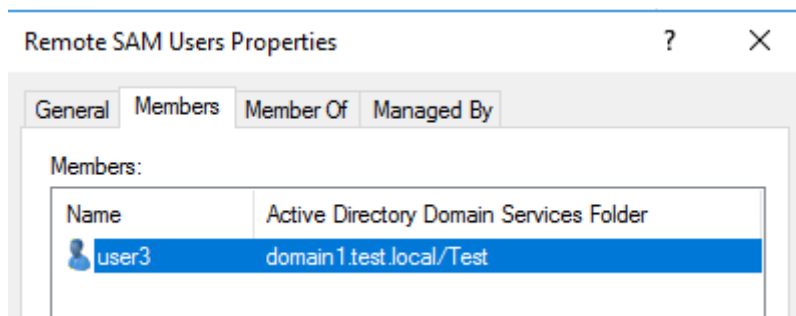 Remote SAM Users Properties ? ×
General Members Member Of Managed By
Members:
Name Active Directory Domain Services Folder
user3 domain1.test.local/Test